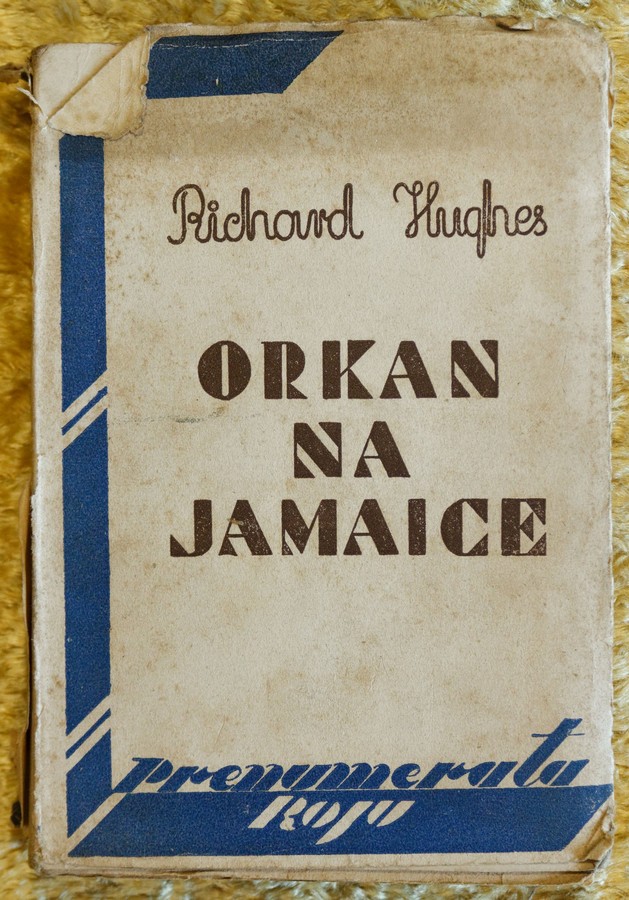 Richard Hughes
ORKAN
NA
JAMAICE
Prenumerata
Roju